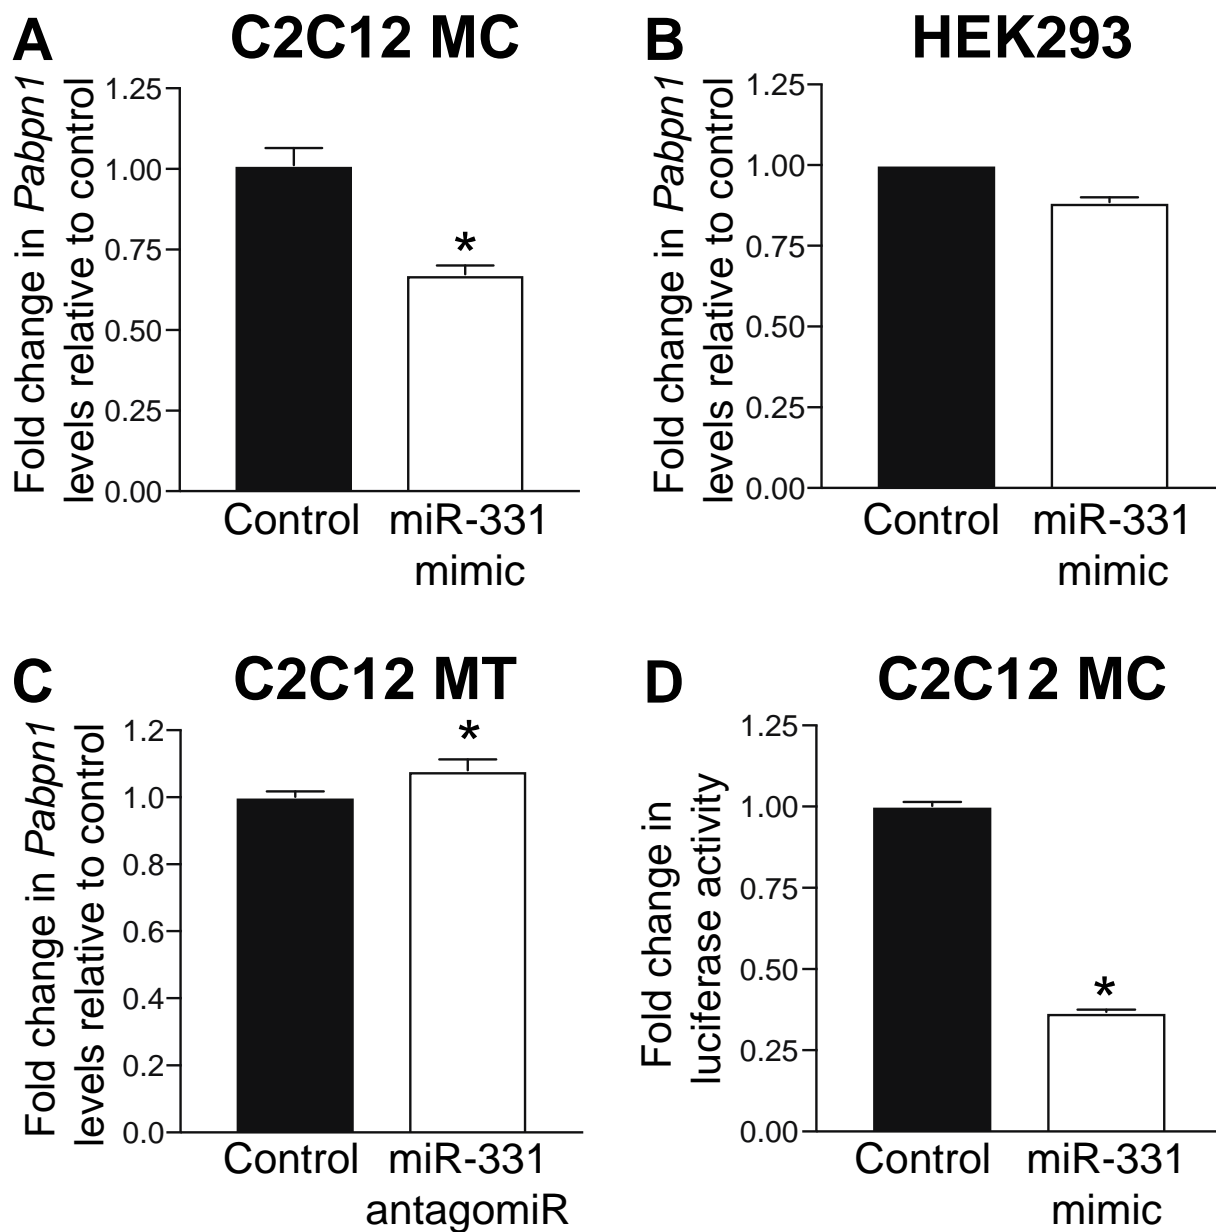 A
C2C12 MC
Fold change in Pabpn1
levels relative to control
1.25
1.00
0.75
0.50
0.25
0.00
*
Control
miR-331
mimic
B
HEK293
Fold change in Pabpn1
levels relative to control
1.25
1.00
0.75
0.50
0.25
0.00
Control
miR-331
mimic
C
C2C12 MT
Fold change in Pabpn1
levels relative to control
1.2
1.0
0.8
0.6
0.4
0.2
0.0
*
Control
miR-331
antagomiR
D
C2C12 MC
Fold change in
luciferase activity
1.25
1.00
0.75
0.50
0.25
0.00
*
Control
miR-331
mimic